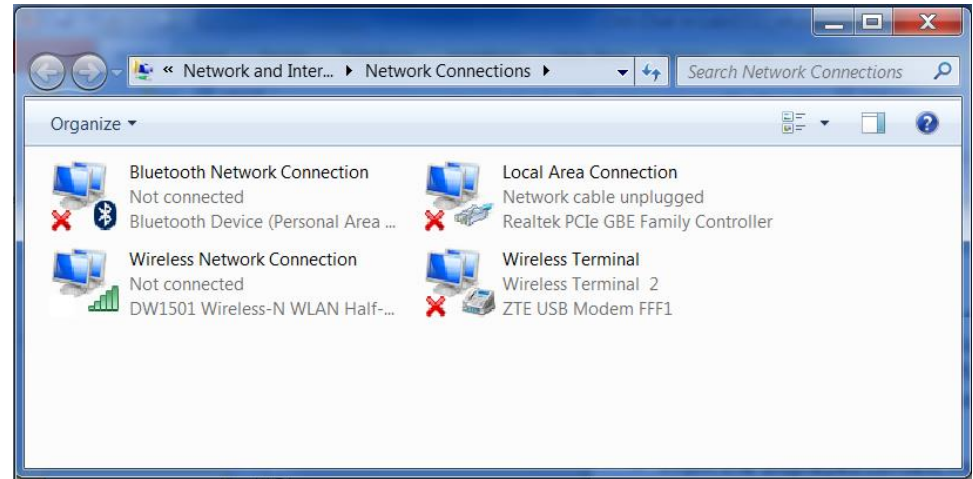 « Network and Inter... Network Connections
Search Network Connections
Organize
Bluetooth Network Connection
Not connected
Bluetooth Device (Personal Area ...
Local Area Connection
Network cable unplugged
Realtek PCIe GBE Family Controller
Wireless Network Connection
Not connected
DW1501 Wireless-N WLAN Half-...
Wireless Terminal
Wireless Terminal 2
ZTE USB Modem FFF1